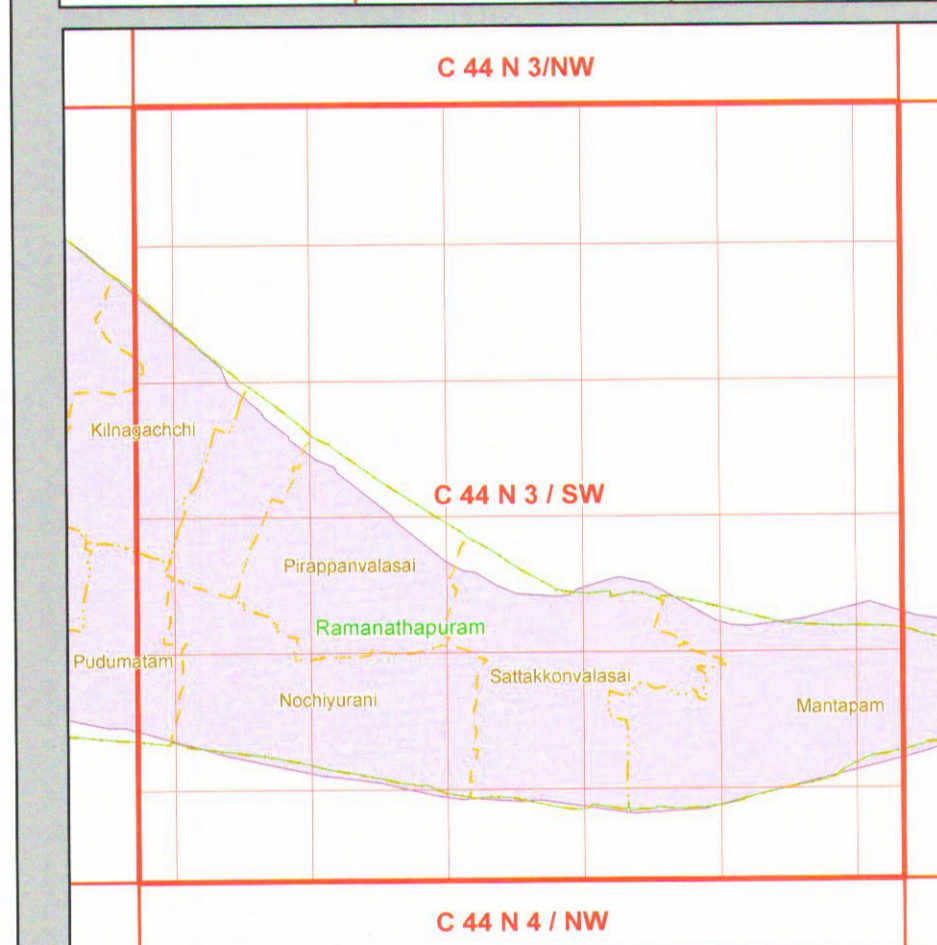 C 44 N 3/NW
Kilnagachchi
C 44 N 3 / SW
Pirappanvalasai
Ramanathapuram
Pudumatam
Sattakkonvalasai
Nochiyurani
Mantapam
C 44 N 4 / NW